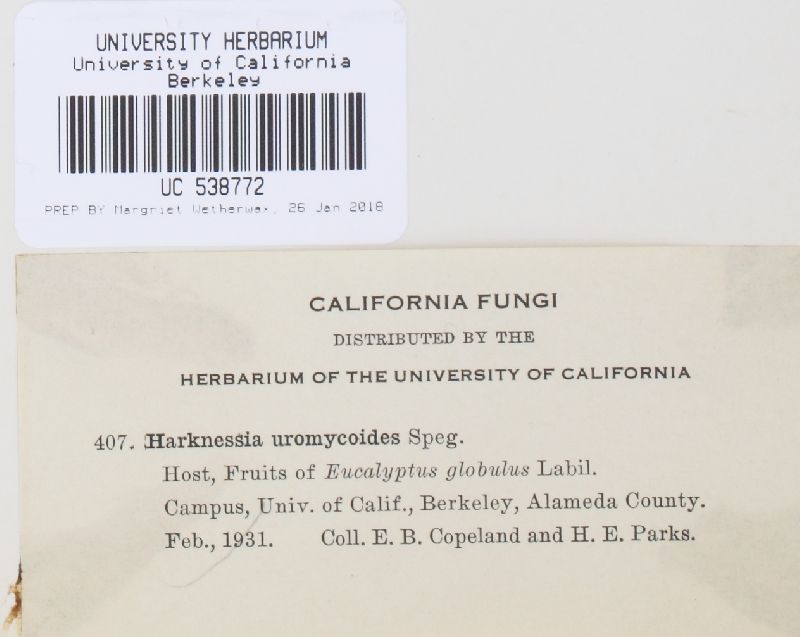 UNIVERSITY HERBARIUM
University of California
Berkeley
UC 538772
PREP BY Margriet Wetherwax, 26 Jan 2018
CALIFORNIA FUNGI
DISTRIBUTED BY THE
HERBARIUM OF THE UNIVERSITY OF CALIFORNIA
407. Harknessia uromycoides Speg.
Host, Fruits of Eucalyptus globulus Labil.
Campus, Univ. of Calif., Berkeley, Alameda County.
Feb., 1931. Coll. E. B. Copeland and H. E. Parks.